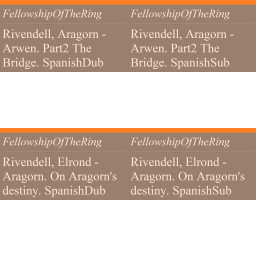 FellowshipOfTheRing
Rivendell, Aragorn -
Arwen. Part2 The
Bridge. SpanishDub
FellowshipOfTheRing
Rivendell, Aragorn -
Arwen. Part2 The
Bridge. SpanishSub
FellowshipOfTheRing
Rivendell, Elrond -
Aragorn. On Aragorn's
destiny. SpanishDub
FellowshipOfTheRing
Rivendell, Elrond -
Aragorn. On Aragorn's
destiny. SpanishSub